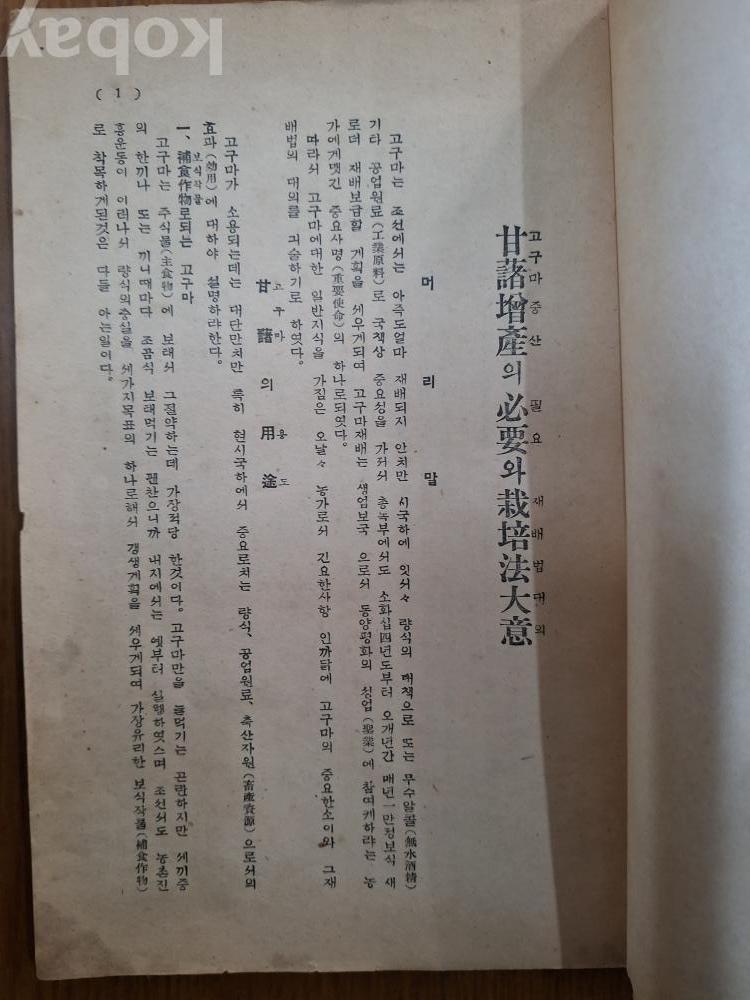 甘藷增產의 必要와 栽培法大意
고구마증산 필요 재배법대의
머리말
고구마는 조선에서는 아즉도얼마 재배되지 안치만 시국하에 잇서々 량식의 대책으로 또는 무수알콜(無水酒精)
기타 공업원료(工業原料)로 국책상 중요성을 가저서 총독부에서도 소화십四년도부터 오개년간 매년一만정보식 새
로더 재배보급할 게획을 세우게되여 고구마재배는 생업보국 으로서 동양평화의 성업(聖業)에 참여케하랴는 농
가에게맷긴 중요사명(重要使命)의 하나로되엿다.
따라서 고구마에대한 일반지식을 가짐은 오날々 농가로서 긴요한사항 인까닭에 고구마의 중요한소이와 그재
배법의 대의를 긔술하기로 하엿다.
甘藷의 用途
고구마 용도
고구마가 소용되는데는 대단만치만 특히 현시국하에서 중요로치는 량식、공업원료、축산자원(畜產資源)으로서의
효과(効用)에 대하야 설명하랴한다。
一、補食作物로되는 고구마
보식작물
고구마는 주식물(主食物)에 보래서 그절약하는데 가장적당 한것이다。고구마만을 늘먹기는 곤란하지만 세끼중
의 한끼나 또는 끼니때마다 조곰식 보래먹기는 괜찬으니까 내지에서는 옛부터 실행하엿스며 조선서도 농촌진
흥운동이 이러나서 량식의충실을 세가지목표의 하나로해서 갱생게획을 세우게되여 가장유리한 보식작물(補食作物)
로 착목하게된것은 다들 아는일이다。
(1)
kobay